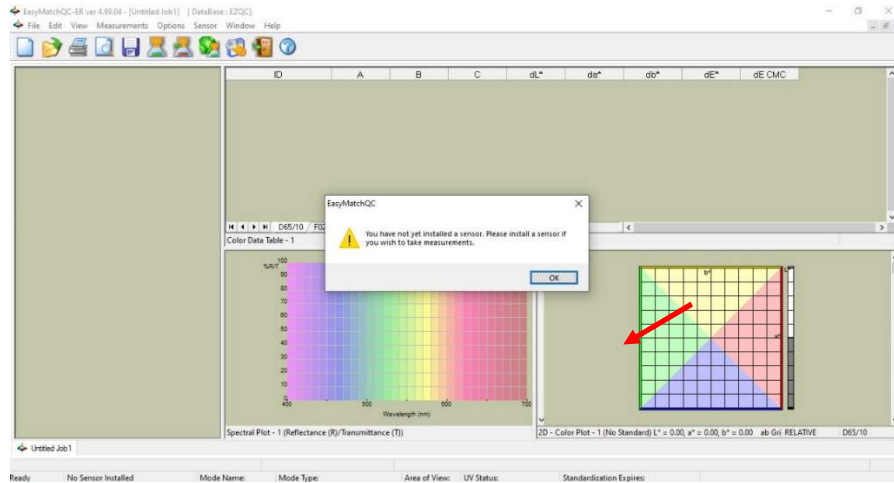 EasyMatchQC-ER ver 4.99.04 - [Untitled Job1] [ DataBase : EZQC]
File Edit View Measurements Options Sensor Window Help
ID A B C dL* da* db* dE* dE CMC
EasyMatchQC
You have not yet installed a sensor. Please install a sensor if
you wish to take measurements.
OK
D65/10 F02
Color Data Table - 1
%R/T
100
90
80
70
60
50
40
30
20
10
0
400 500 600 700
Wavelength (nm)
b*
L*
a*
Spectral Plot - 1 (Reflectance (R)/Transmittance (T))
2D - Color Plot - 1 (No Standard) L* = 0.00, a* = 0.00, b* = 0.00 ab Gri RELATIVE D65/10
Untitled Job1
Ready No Sensor Installed Mode Name: Mode Type: Area of View: UV Status: Standardization Expires: